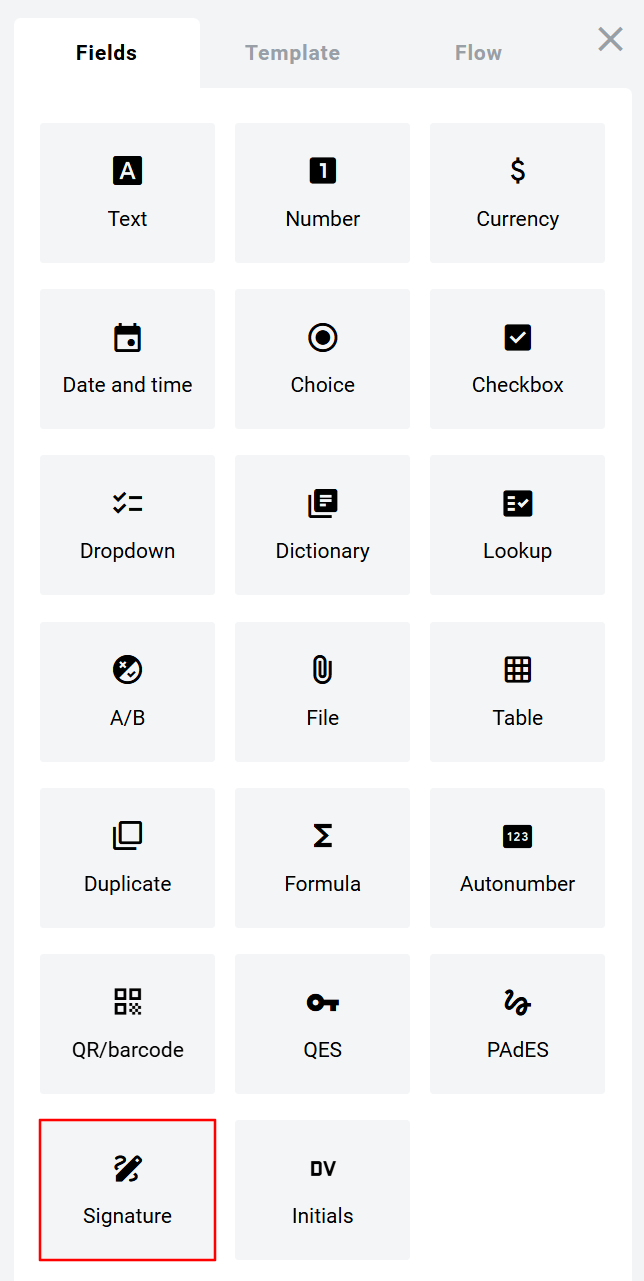 Fields Template Flow
A 1 $
Text Number Currency
Date and time Choice Checkbox
Dropdown Dictionary Lookup
A/B File Table
Σ 123
Duplicate Formula Autonumber
QR/barcode QES PAdES
DV
Signature Initials